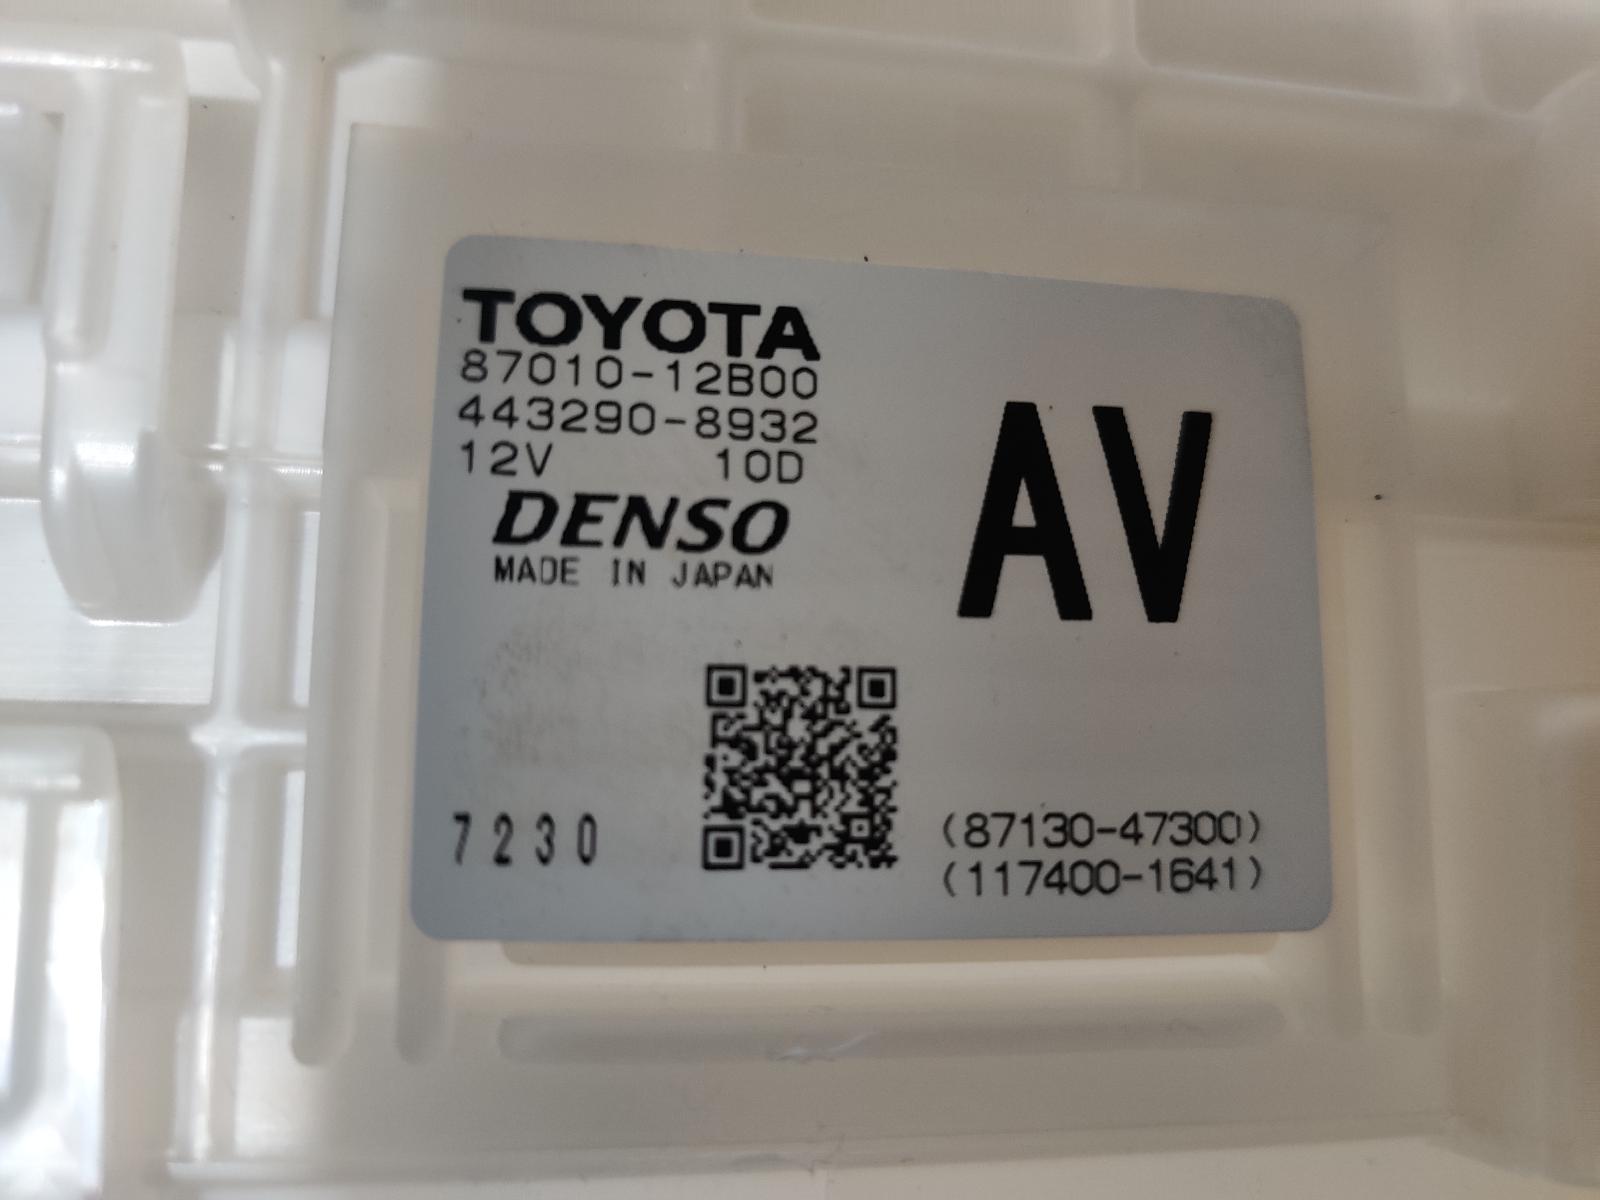 TOYOTA
87010-12B00
443290-8932
12V 10D
DENSO
MADE IN JAPAN
AV
7230
(87130-47300)
(117400-1641)